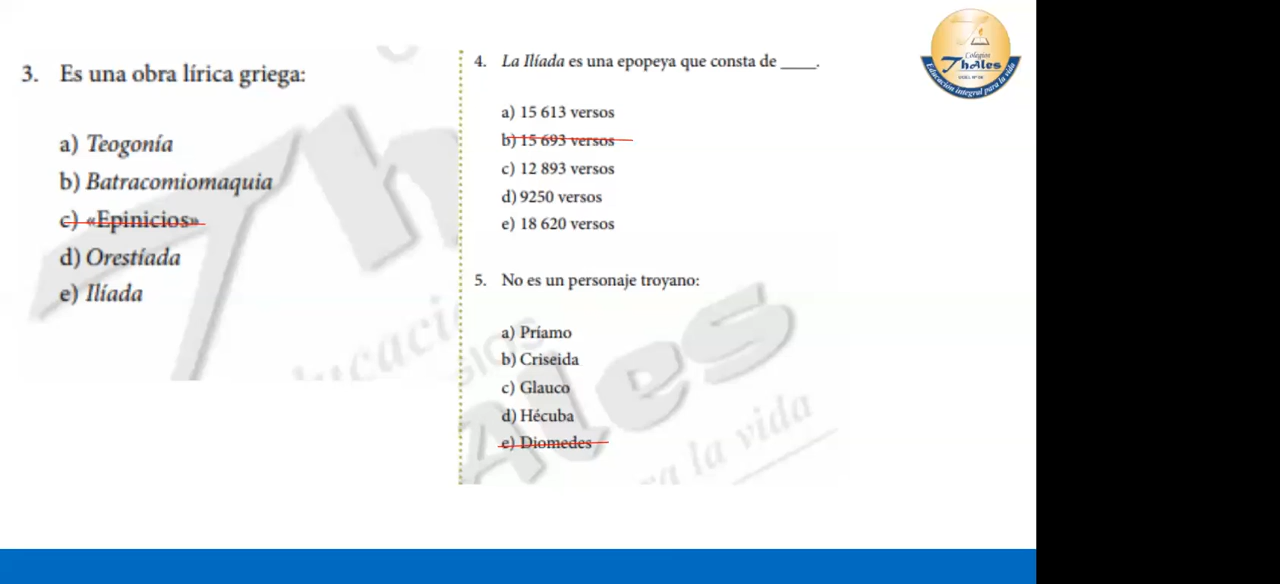 3. Es una obra lírica griega:
a) Teogonía
b) Batracomiomaquia
c) «Epinicios»
d) Orestíada
e) Ilíada
4. La Ilíada es una epopeya que consta de ____.
a) 15 613 versos
b) 15 693 versos
c) 12 893 versos
d) 9250 versos
e) 18 620 versos
5. No es un personaje troyano:
a) Príamo
b) Criseida
c) Glauco
d) Hécuba
e) Diomedes
Colegios
Thales
Educación integral para la vida